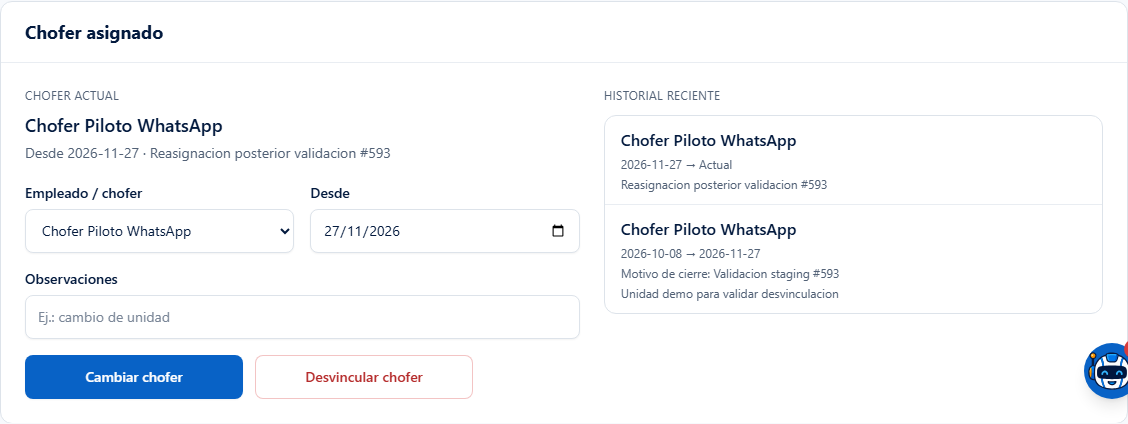 Chofer asignado
CHOFER ACTUAL
Chofer Piloto WhatsApp
Desde 2026-11-27 · Reasignacion posterior validacion #593
Empleado / chofer
Desde
Chofer Piloto WhatsApp
27/11/2026
Observaciones
Ej.: cambio de unidad
Cambiar chofer
Desvincular chofer
HISTORIAL RECIENTE
Chofer Piloto WhatsApp
2026-11-27 → Actual
Reasignacion posterior validacion #593
Chofer Piloto WhatsApp
2026-10-08 → 2026-11-27
Motivo de cierre: Validacion staging #593
Unidad demo para validar desvinculacion